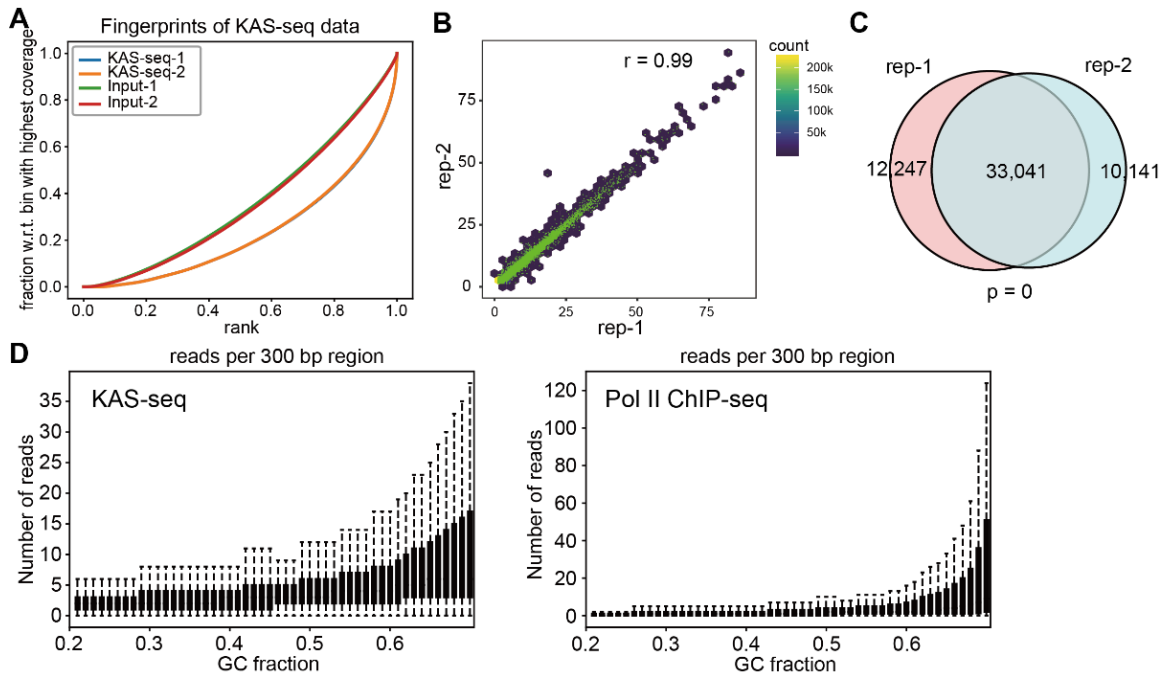 A
Fingerprints of KAS-seq data
fraction w.r.t. bin with highest coverage
1.0
0.8
0.6
0.4
0.2
0.0
KAS-seq-1
KAS-seq-2
Input-1
Input-2
0.0 0.2 0.4 0.6 0.8 1.0
rank
B
r = 0.99
rep-2
75
50
25
0
0 25 50 75
rep-1
count
200k
150k
100k
50k
C
rep-1
rep-2
12,247
33,041
10,141
p = 0
D
reads per 300 bp region
KAS-seq
Number of reads
35
30
25
20
15
10
5
0
0.2 0.3 0.4 0.5 0.6
GC fraction
reads per 300 bp region
Pol II ChIP-seq
Number of reads
120
100
80
60
40
20
0
0.2 0.3 0.4 0.5 0.6
GC fraction